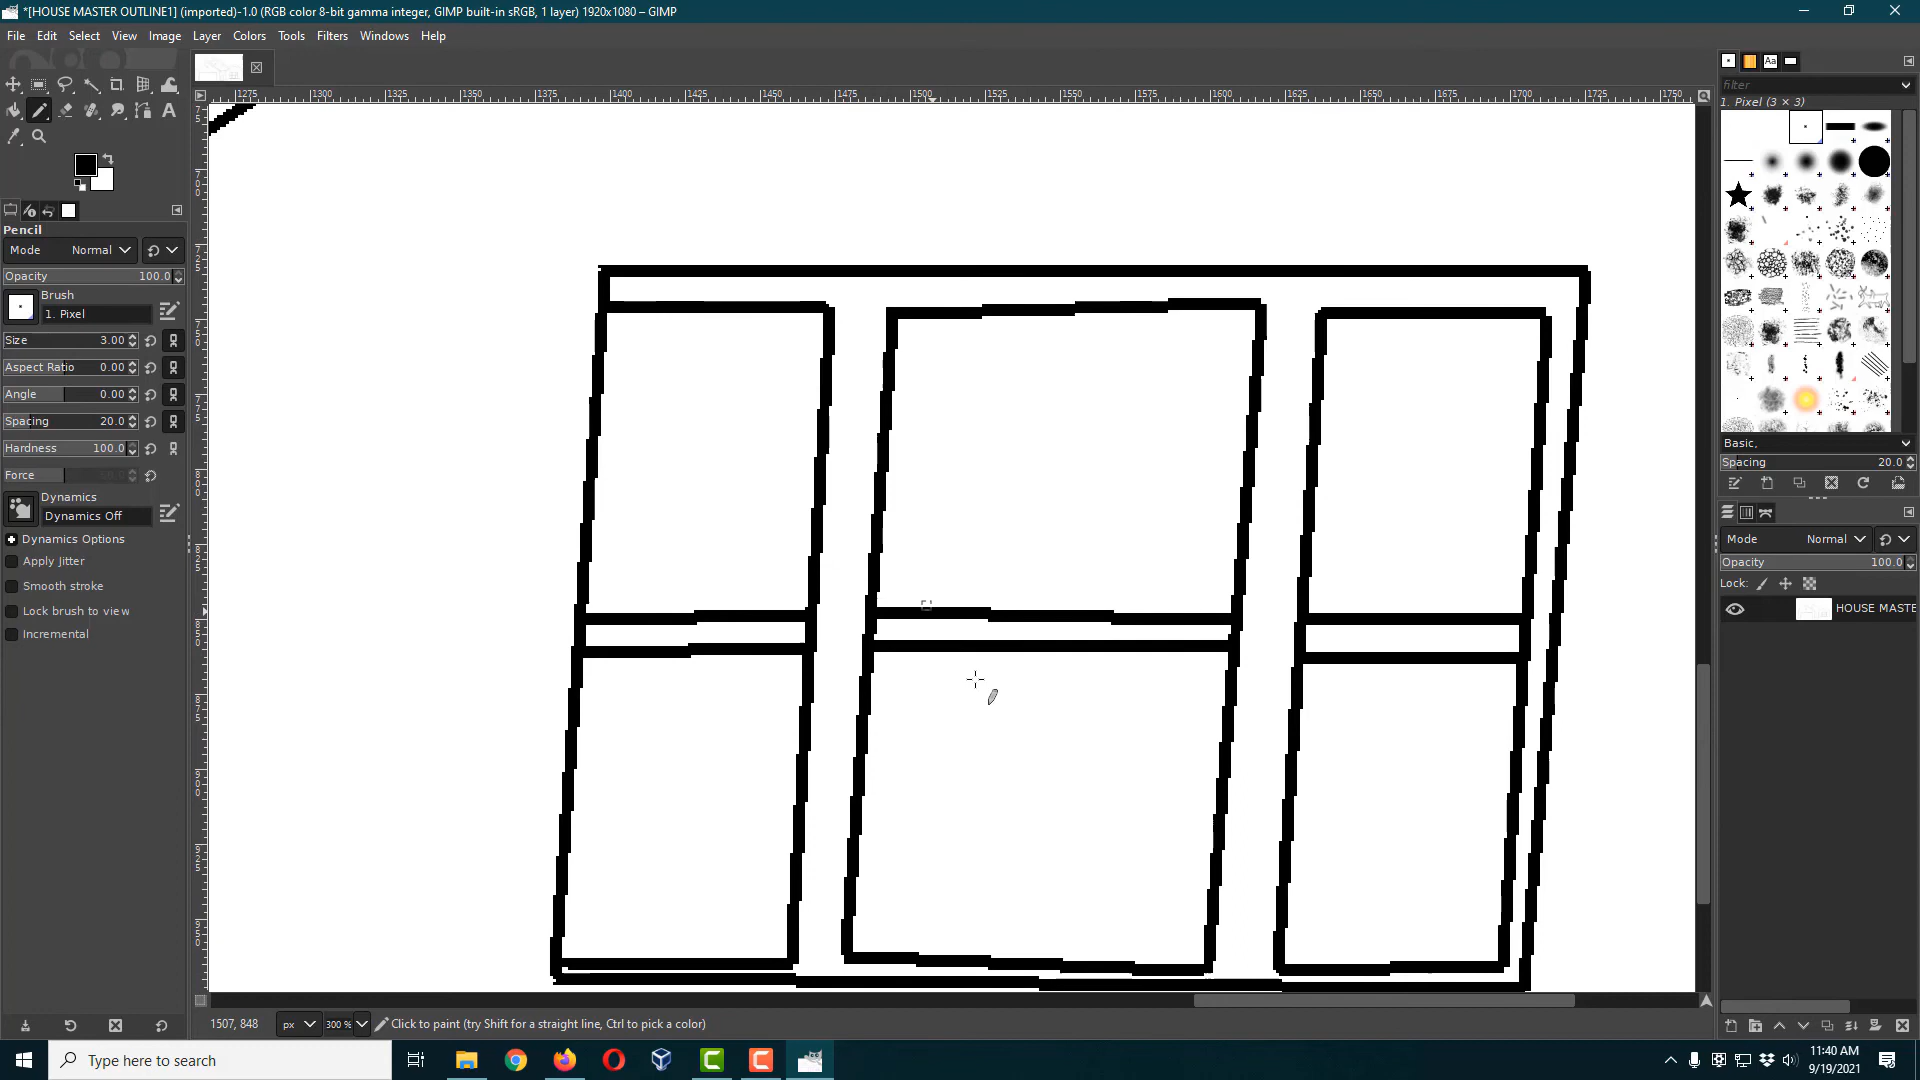 *[HOUSE MASTER OUTLINE1] (imported)-1.0 (RGB color 8-bit gamma integer, GIMP built-in sRGB, 1 layer) 1920x1080 – GIMP
File Edit Select View Image Layer Colors Tools Filters Windows Help
Aa
filter
1. Pixel (3 × 3)
1275 1300 1325 1350 1375 1400 1425 1450 1475 1500 1525 1550 1575 1600 1625 1650 1675 1700 1725 1750
Pencil
Mode Normal
Opacity 100.0
Brush
1. Pixel
Size 3.00
Aspect Ratio 0.00
Angle 0.00
Spacing 20.0
Hardness 100.0
Force
Dynamics
Dynamics Off
Dynamics Options
Apply Jitter
Smooth stroke
Lock brush to view
Incremental
Basic,
Spacing 20.0
Mode Normal
Opacity 100.0
Lock:
HOUSE MASTE
1507, 848 px 300 % Click to paint (try Shift for a straight line, Ctrl to pick a color)
Type here to search
11:40 AM
9/19/2021